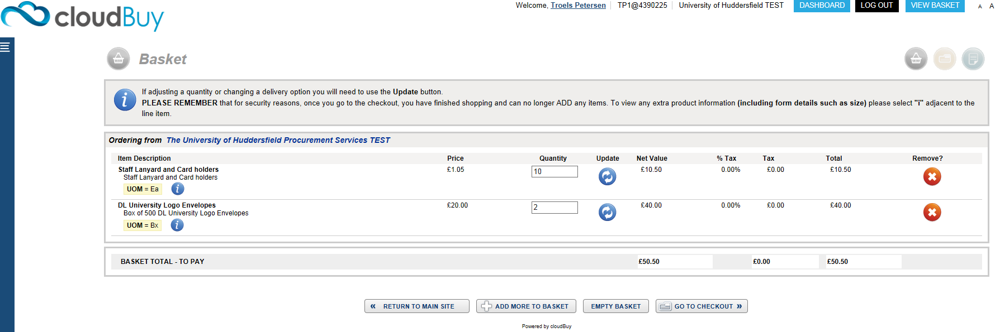 cloudBuy
Welcome, Troels Petersen TP1@4390225 University of Huddersfield TEST DASHBOARD LOG OUT VIEW BASKET A A
Basket
If adjusting a quantity or changing a delivery option you will need to use the Update button.
PLEASE REMEMBER that for security reasons, once you go to the checkout, you have finished shopping and can no longer ADD any items. To view any extra product information (including form details such as size) please select "i" adjacent to the
line item.
Ordering from The University of Huddersfield Procurement Services TEST
Item Description Price Quantity Update Net Value % Tax Tax Total Remove?
Staff Lanyard and Card holders £1.05 10 £10.50 0.00% £0.00 £10.50
Staff Lanyard and Card holders
UOM = Ea i
DL University Logo Envelopes £20.00 2 £40.00 0.00% £0.00 £40.00
Box of 500 DL University Logo Envelopes
UOM = Bx i
BASKET TOTAL - TO PAY £50.50 £0.00 £50.50
« RETURN TO MAIN SITE ADD MORE TO BASKET EMPTY BASKET GO TO CHECKOUT »
Powered by cloudBuy